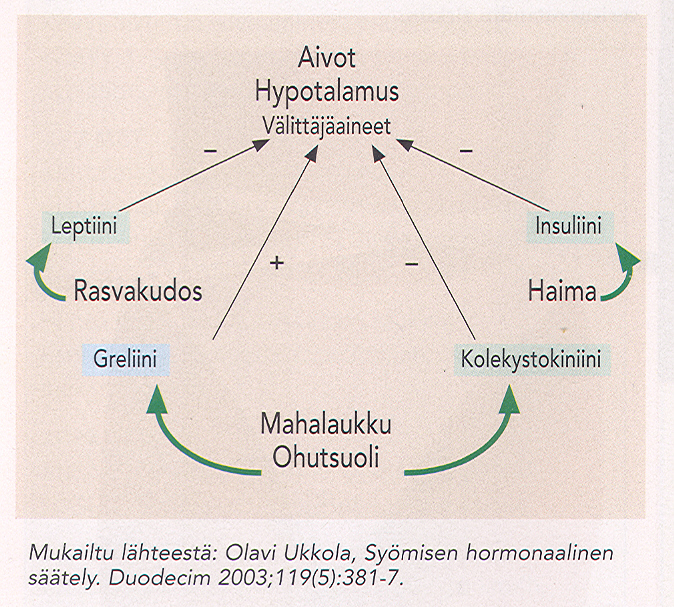 Aivot
Hypotalamus
Välittäjäaineet
–
–
Leptiini
Insuliini
+
–
Rasvakudos
Haima
Greliini
Kolekystokiniini
Mahalaukku
Ohutsuoli
Mukailtu lähteestä: Olavi Ukkola, Syömisen hormonaalinen
säätely. Duodecim 2003;119(5):381-7.